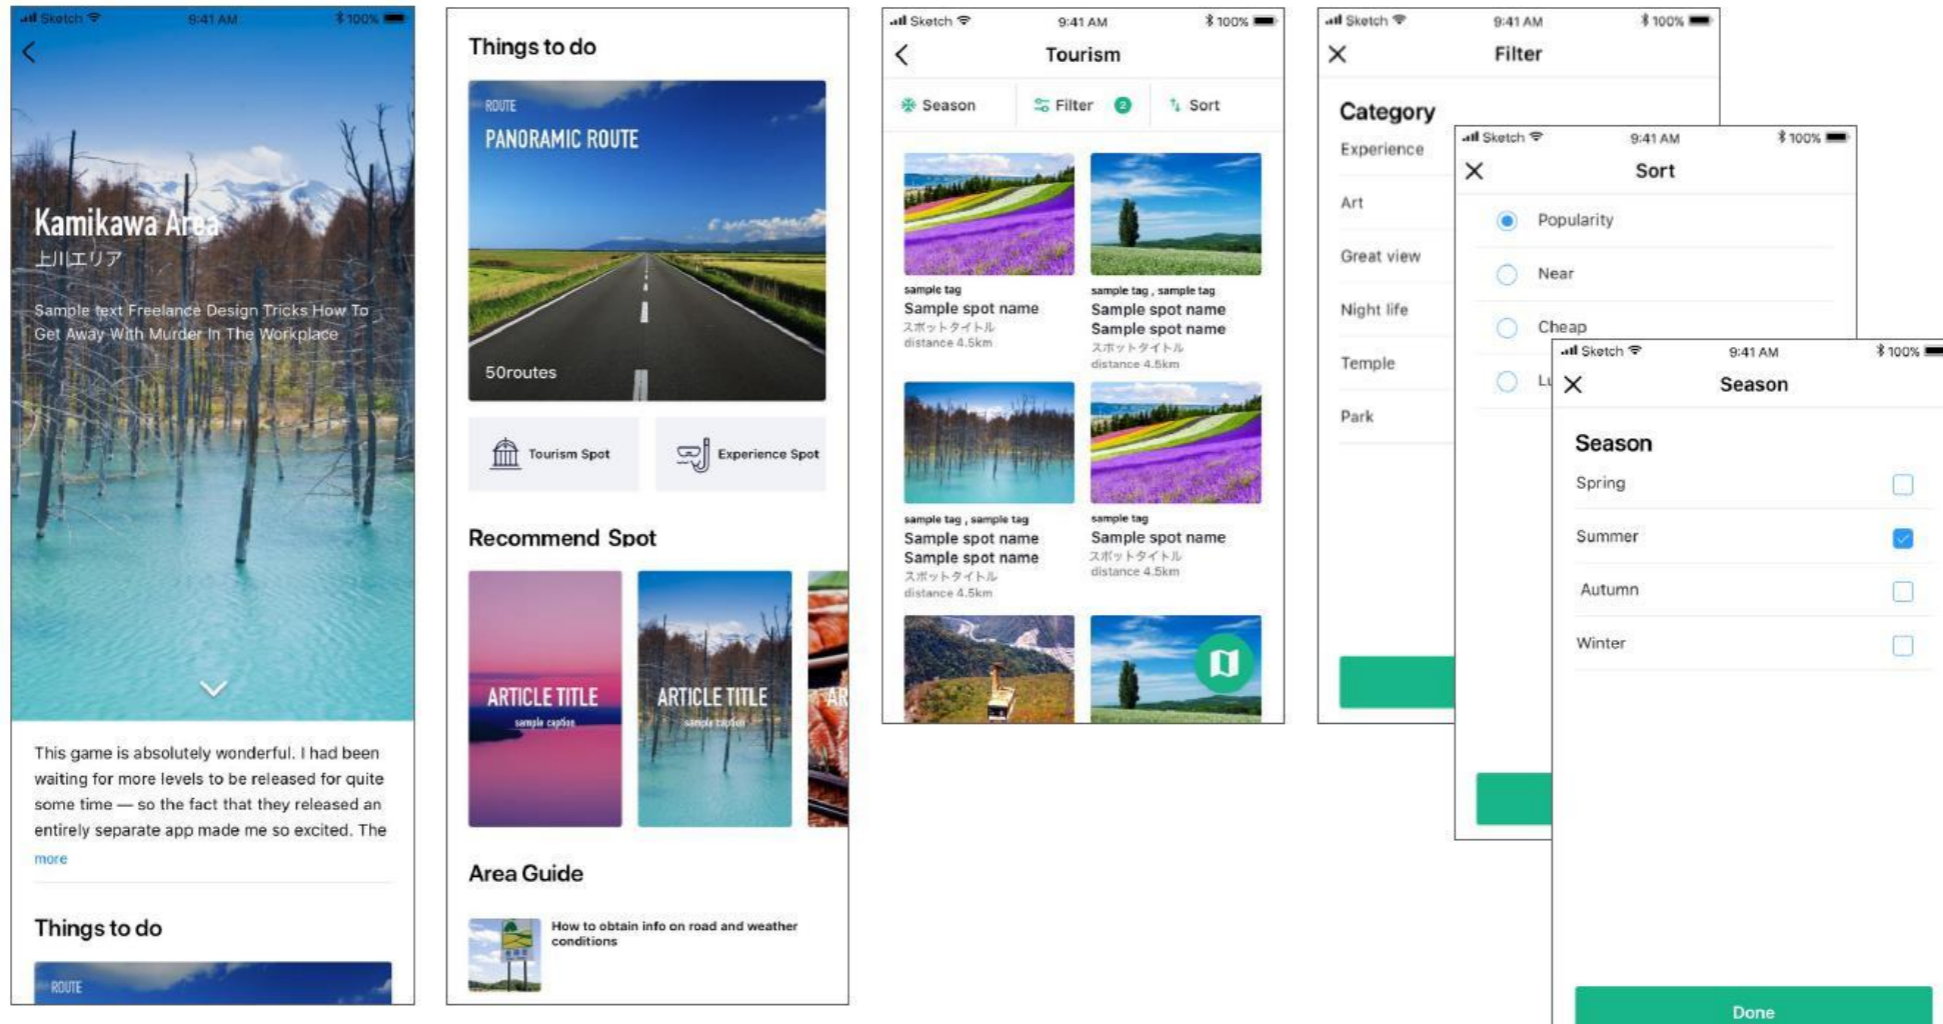 Sketch
9:41 AM
100%
Kamikawa Area
上川エリア
Sample text Freelance Design Tricks How To
Get Away With Murder In The Workplace
This game is absolutely wonderful. I had been
waiting for more levels to be released for quite
some time — so the fact that they released an
entirely separate app made me so excited. The
more
Things to do
ROUTE
Things to do
ROUTE
PANORAMIC ROUTE
50routes
Tourism Spot
Experience Spot
Recommend Spot
ARTICLE TITLE
sample caption
ARTICLE TITLE
sample caption
AR
Area Guide
How to obtain info on road and weather
conditions
Sketch
9:41 AM
100%
Tourism
Season
Filter
2
Sort
sample tag
Sample spot name
スポットタイトル
distance 4.5km
sample tag , sample tag
Sample spot name
Sample spot name
スポットタイトル
distance 4.5km
sample tag , sample tag
Sample spot name
Sample spot name
スポットタイトル
distance 4.5km
sample tag
Sample spot name
スポットタイトル
distance 4.5km
Sketch
9:41 AM
100%
Filter
Category
Experience
Art
Great view
Night life
Temple
Park
Sketch
9:41 AM
100%
Sort
Popularity
Near
Cheap
Sketch
9:41 AM
100%
Season
Season
Spring
Summer
Autumn
Winter
Done